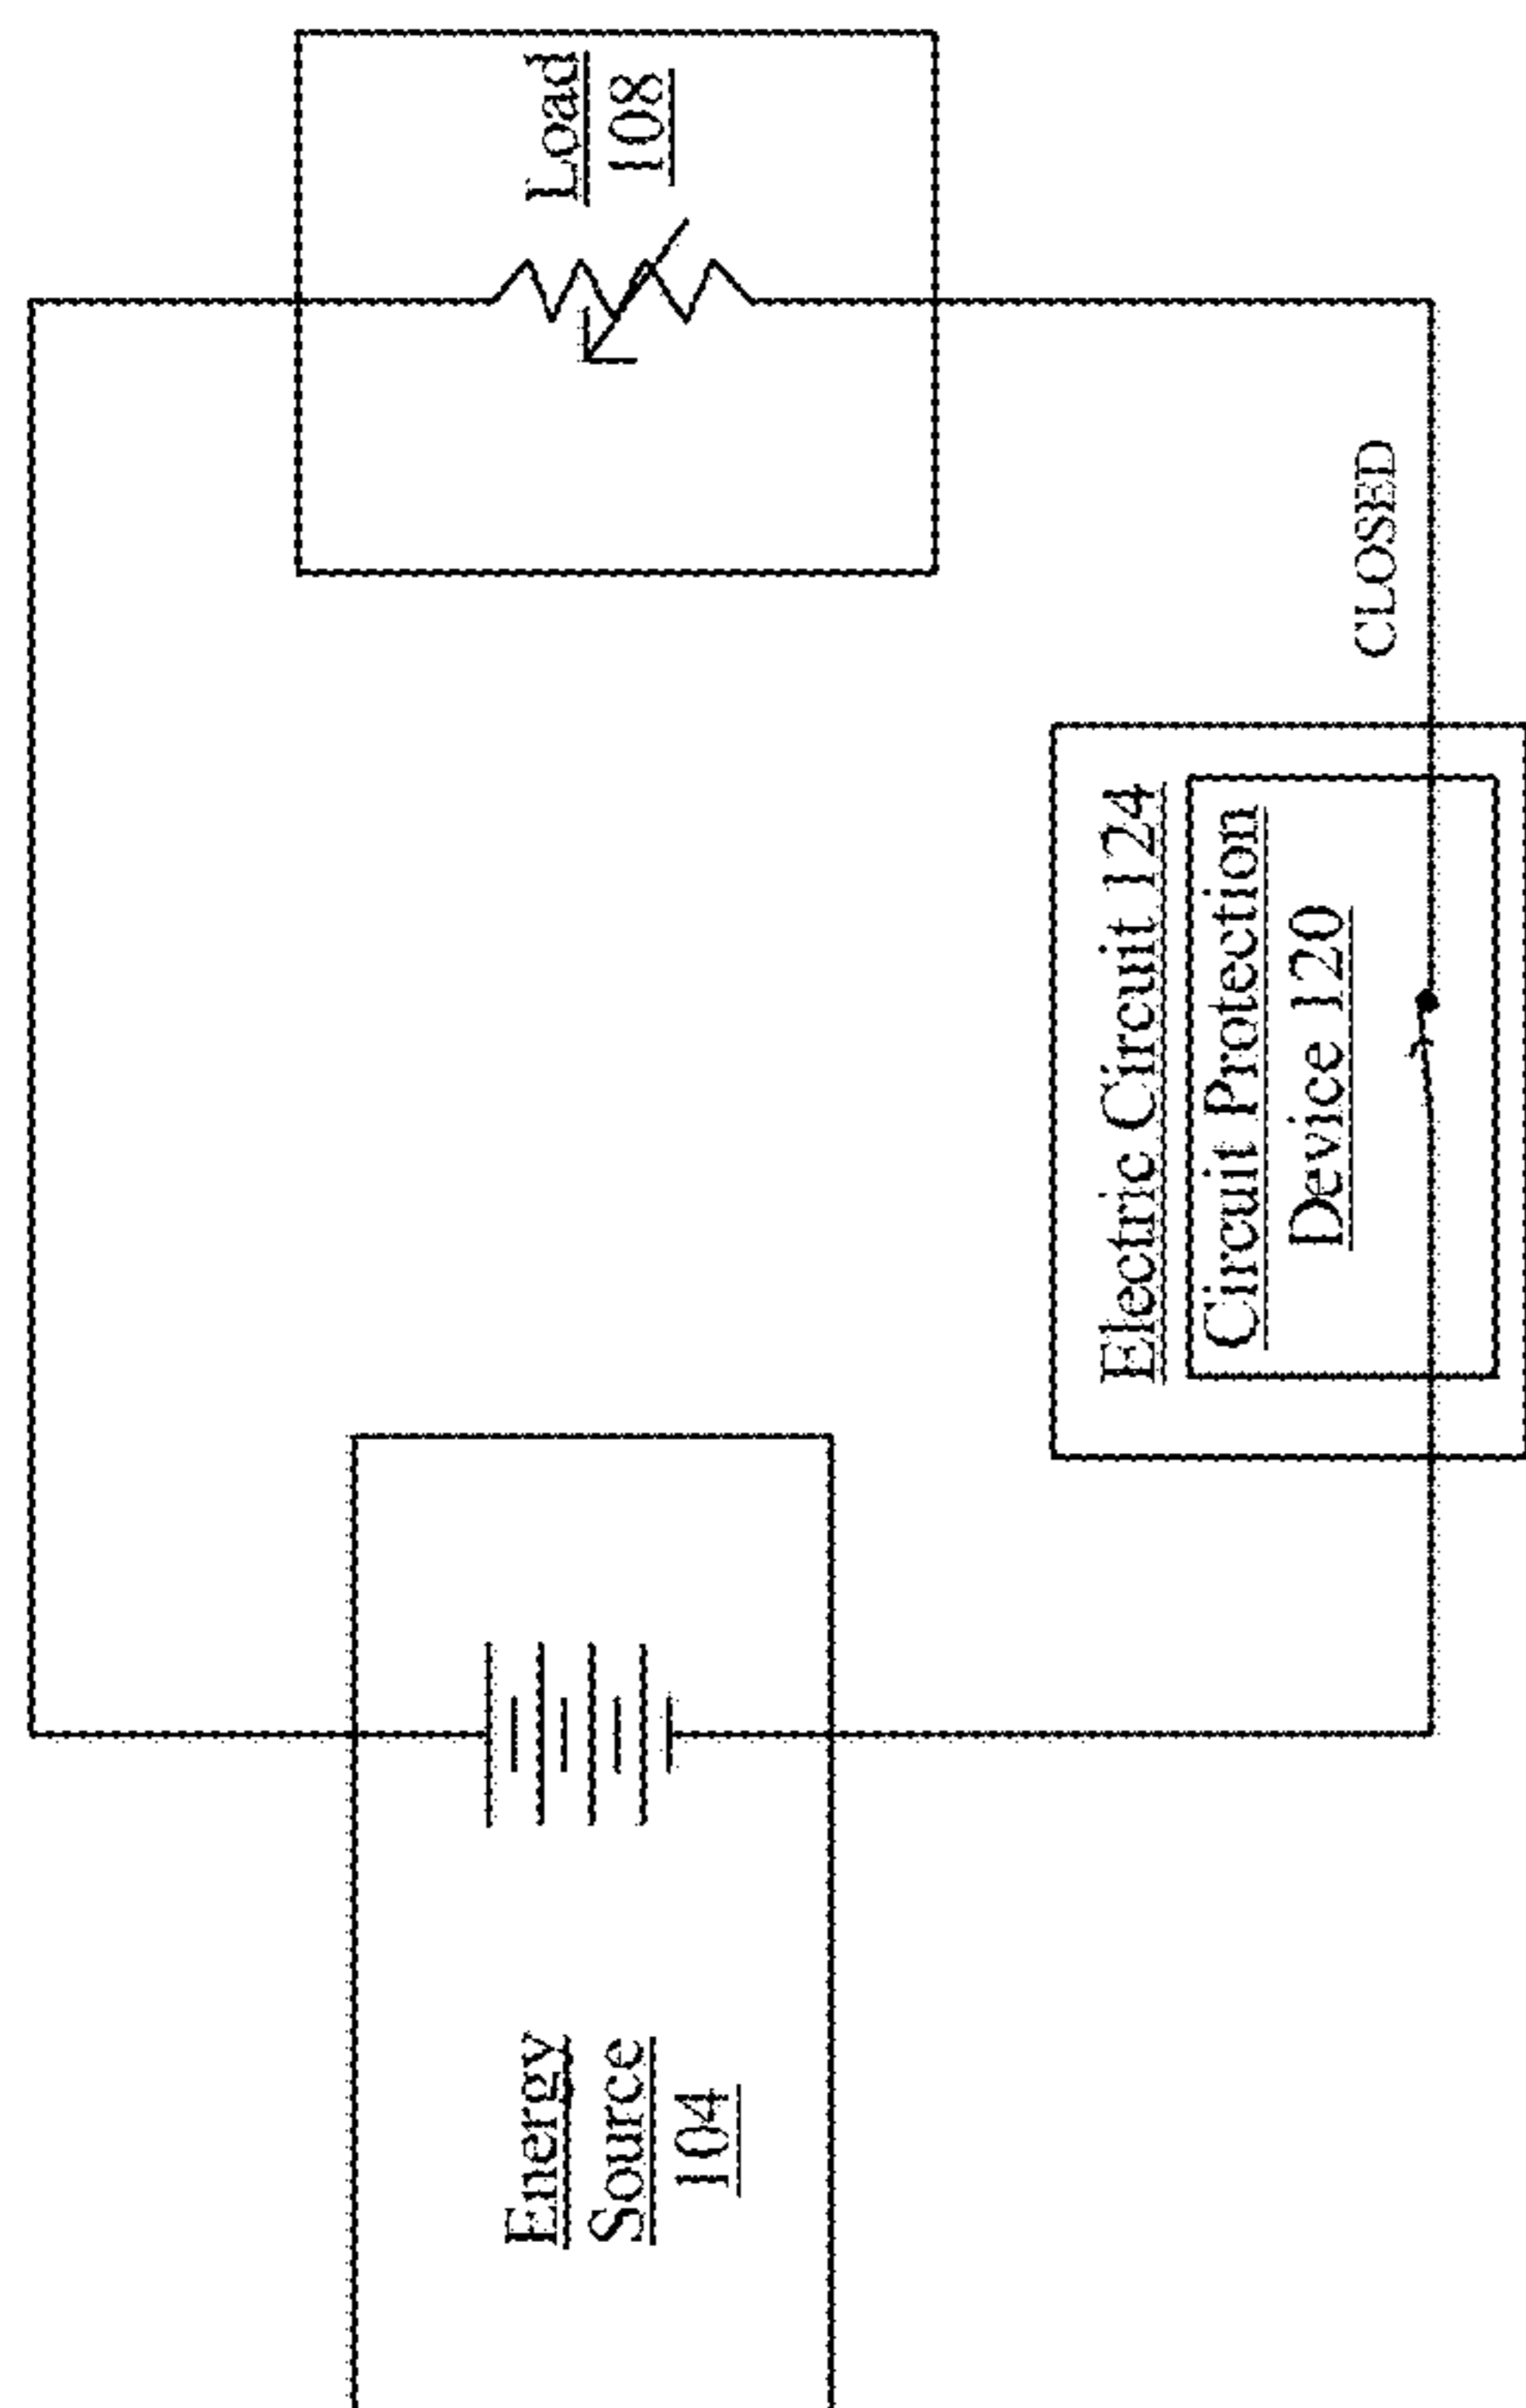 Energy
Source
104
Load
108
Electric Circuit 124
Circuit Protection
Device 120
CLOSED